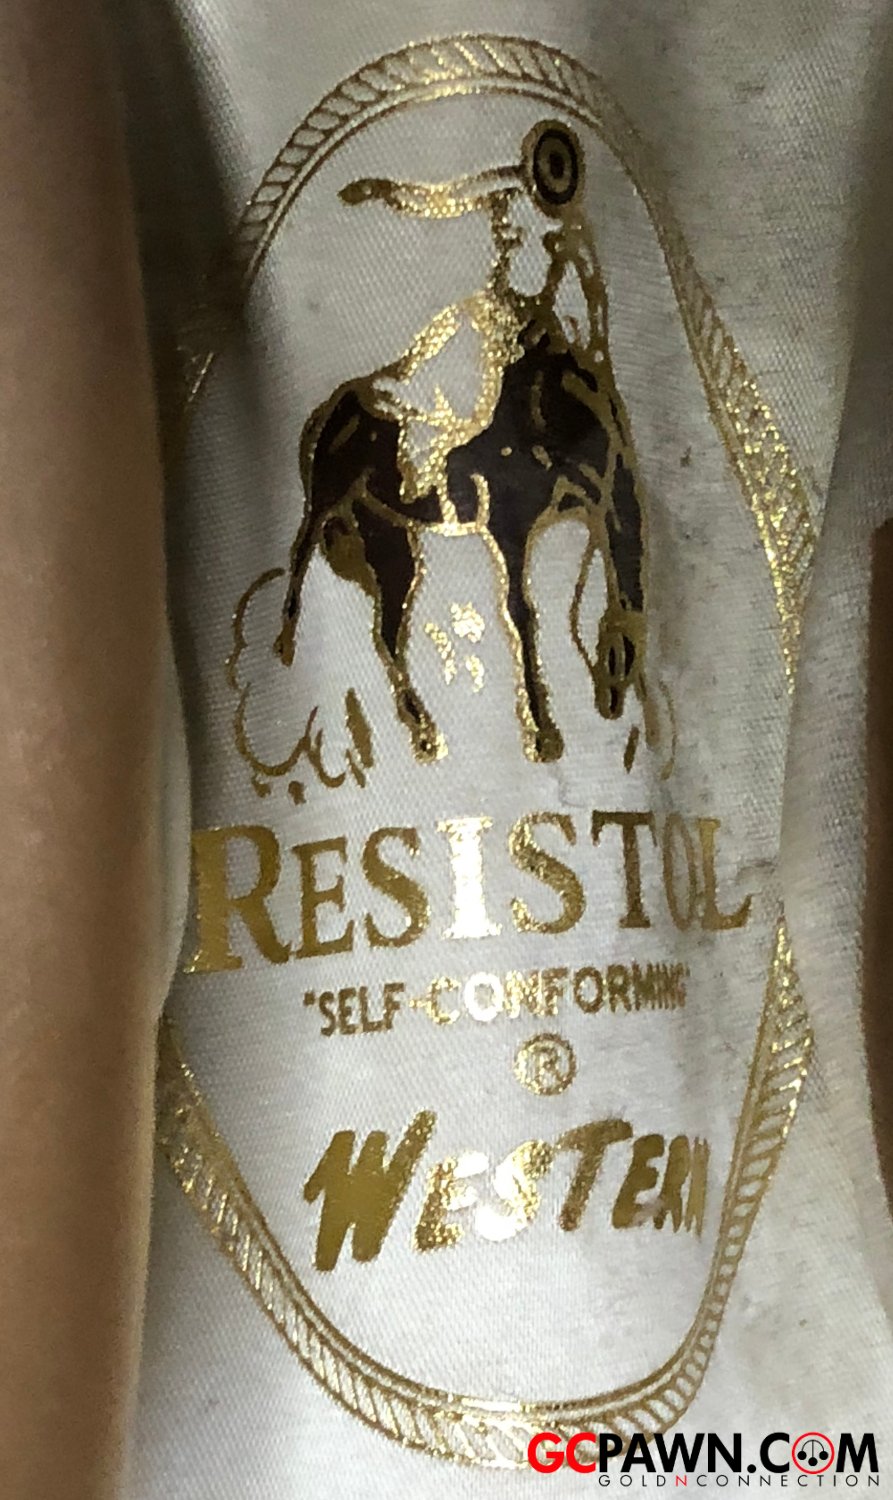 RESISTOL
"SELF-CONFORMING"
®
WESTERN
GCPAWN.COM
GOLDNCONNECTION